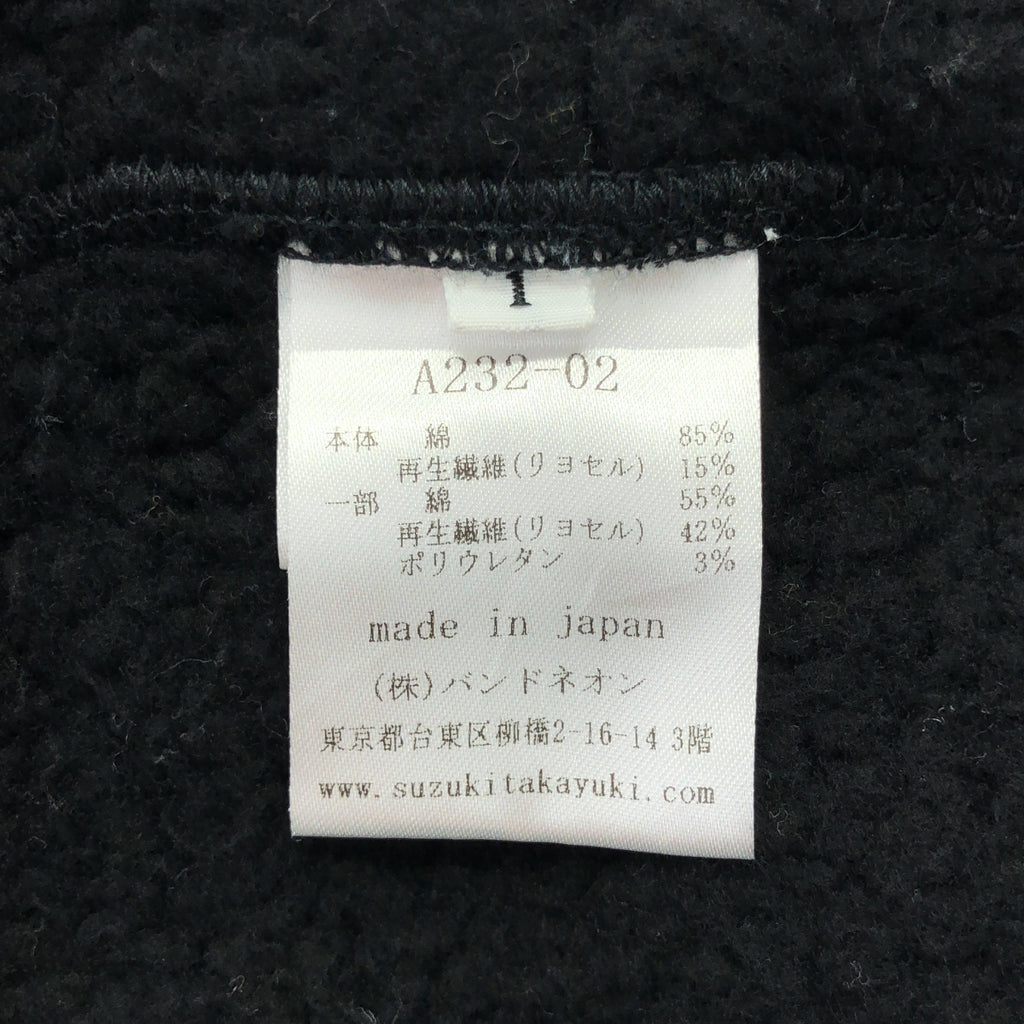 1
A232-02
本体 綿 85%
再生繊維(リヨセル) 15%
一部 綿 55%
再生繊維(リヨセル) 42%
ポリウレタン 3%
made in japan
(株)バンドネオン
東京都台東区柳橋2-16-14 3階
www.suzukitakayuki.com